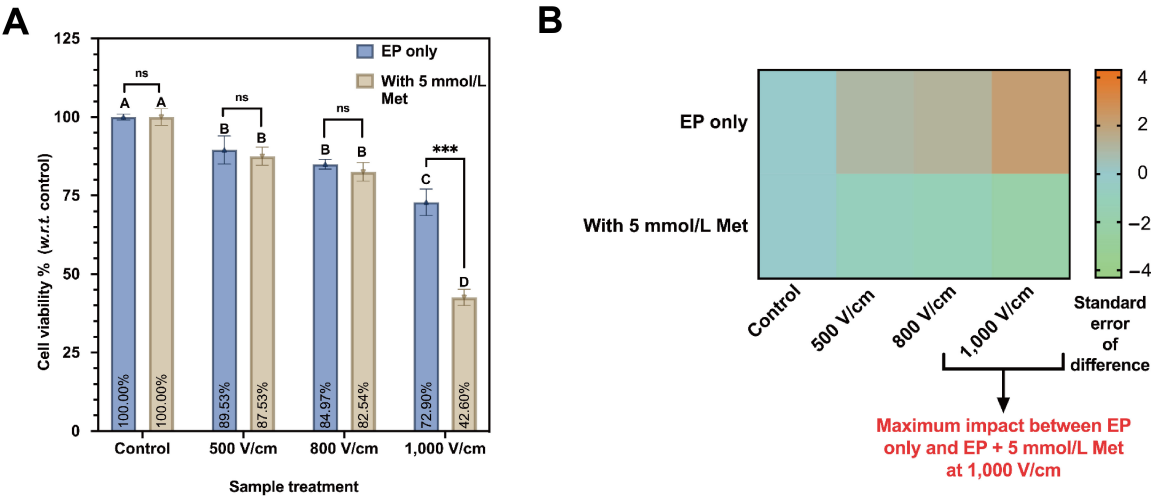 A
125
100
75
50
25
0
Cell viability % (w.r.t. control)
EP only
With 5 mmol/L
Met
ns
ns
ns
***
A
A
B
B
B
B
C
D
100.00%
100.00%
89.53%
87.53%
84.97%
82.54%
72.90%
42.60%
Control
500 V/cm
800 V/cm
1,000 V/cm
Sample treatment
B
EP only
With 5 mmol/L Met
Control
500 V/cm
800 V/cm
1,000 V/cm
4
2
0
−2
−4
Standard
error
of
difference
Maximum impact between EP
only and EP + 5 mmol/L Met
at 1,000 V/cm